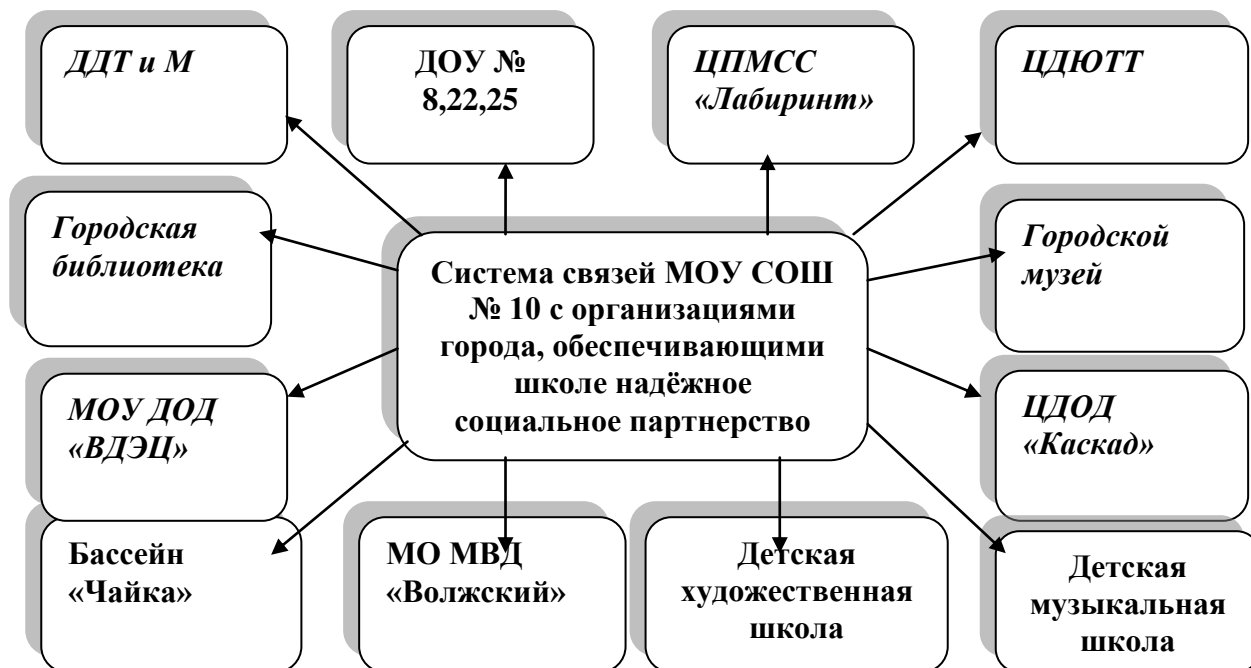 ДДТ и М
ДОУ №
8,22,25
ЦПМСС
«Лабиринт»
ЦДЮТТ
Городская
библиотека
Система связей МОУ СОШ
№ 10 с организациями
города, обеспечивающими
школе надёжное
социальное партнерство
Городской
музей
МОУ ДОД
«ВДЭЦ»
ЦДОД
«Каскад»
Бассейн
«Чайка»
МО МВД
«Волжский»
Детская
художественная
школа
Детская
музыкальная
школа